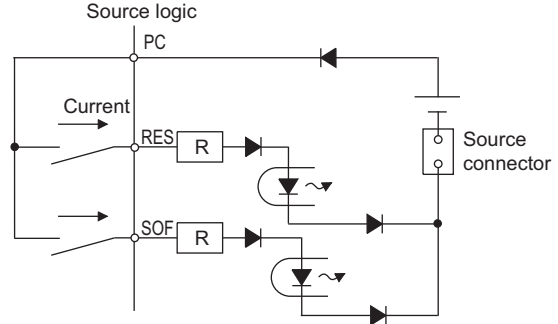 Source logic
PC
Current
RES
R
Source
connector
SOF
R